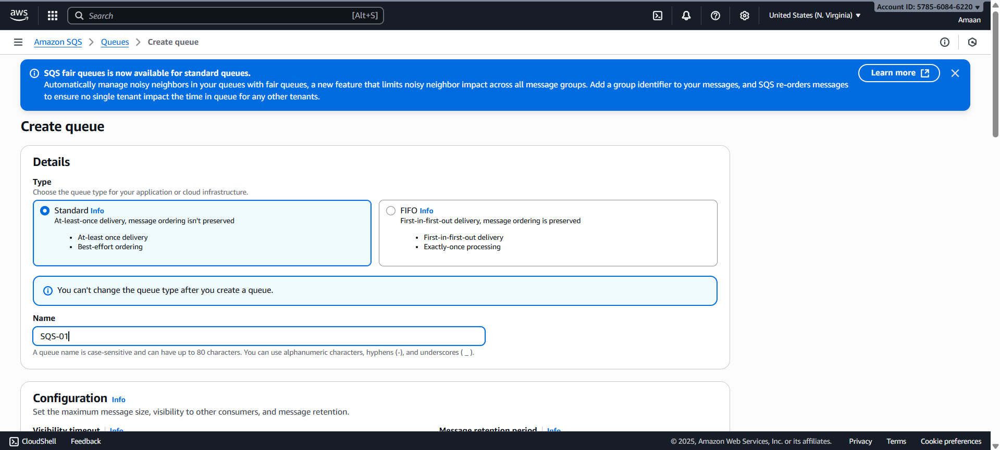 aws
Search [Alt+S]
United States (N. Virginia)
Account ID: 5785-6084-6220
Amaan
Amazon SQS
Queues
Create queue
SQS fair queues is now available for standard queues.
Automatically manage noisy neighbors in your queues with fair queues, a new feature that limits noisy neighbor impact across all message groups. Add a group identifier to your messages, and SQS re-orders messages
to ensure no single tenant impact the time in queue for any other tenants.
Learn more
Create queue
Details
Type
Choose the queue type for your application or cloud infrastructure.
Standard Info
At-least-once delivery, message ordering isn't preserved
• At-least once delivery
• Best-effort ordering
FIFO Info
First-in-first-out delivery, message ordering is preserved
• First-in-first-out delivery
• Exactly-once processing
You can't change the queue type after you create a queue.
Name
SQS-01
A queue name is case-sensitive and can have up to 80 characters. You can use alphanumeric characters, hyphens (-), and underscores ( _ ).
Configuration Info
Set the maximum message size, visibility to other consumers, and message retention.
Visibility timeout Info
Message retention period Info
CloudShell
Feedback
© 2025, Amazon Web Services, Inc. or its affiliates.
Privacy
Terms
Cookie preferences